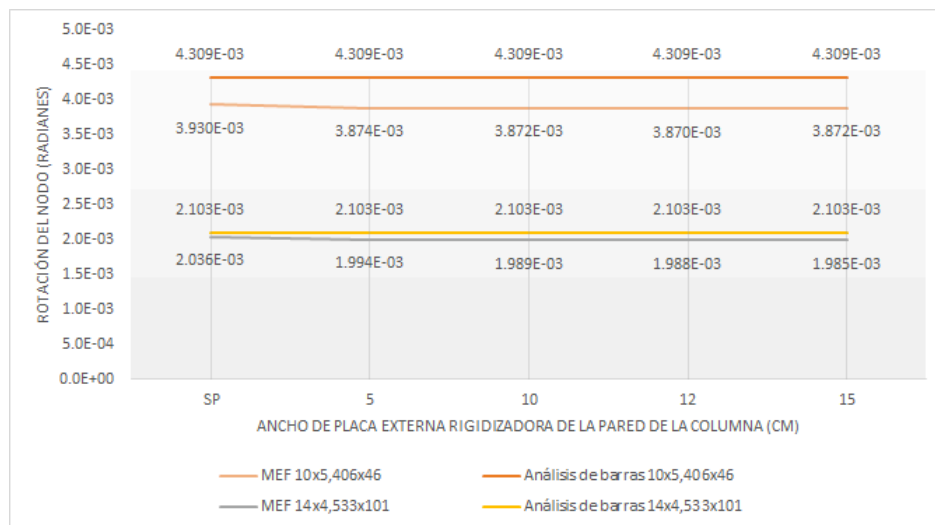 5.0E-03
4.309E-03 4.309E-03 4.309E-03 4.309E-03 4.309E-03
4.5E-03
4.0E-03
3.930E-03 3.874E-03 3.872E-03 3.870E-03 3.872E-03
3.5E-03
3.0E-03
2.5E-03
2.103E-03 2.103E-03 2.103E-03 2.103E-03 2.103E-03
2.0E-03
2.036E-03 1.994E-03 1.989E-03 1.988E-03 1.985E-03
1.5E-03
1.0E-03
5.0E-04
0.0E+00
ROTACIÓN DEL NODO (RADIANES)
SP 5 10 12 15
ANCHO DE PLACA EXTERNA RIGIDIZADORA DE LA PARED DE LA COLUMNA (CM)
MEF 10x5,406x46 Análisis de barras 10x5,406x46
MEF 14x4,533x101 Análisis de barras 14x4,533x101